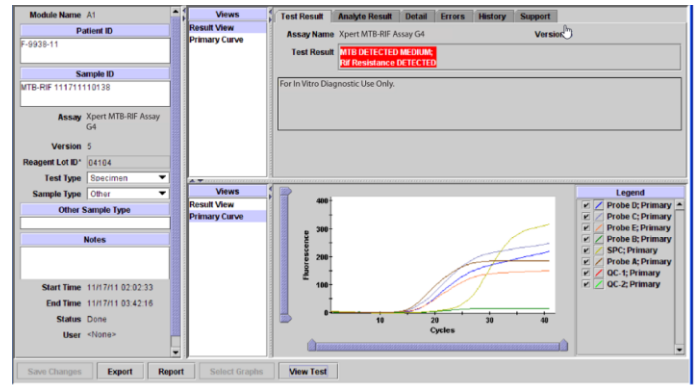 Module Name A1
Patient ID
F-9938-11
Sample ID
MTB-RIF 111711110138
Assay Xpert MTB-RIF Assay
G4
Version 5
Reagent Lot ID* 04104
Test Type Specimen
Sample Type Other
Other Sample Type
Notes
Start Time 11/17/11 02:02:33
End Time 11/17/11 03:42:16
Status Done
User <None>
Views
Result View
Primary Curve
Test Result Analyte Result Detail Errors History Support
Assay Name Xpert MTB-RIF Assay G4 Version
Test Result MTB DETECTED MEDIUM;
Rif Resistance DETECTED
For In Vitro Diagnostic Use Only.
Views
Result View
Primary Curve
Fluorescence
400
300
200
100
0
10 20 30 40
Cycles
Legend
Probe D; Primary
Probe C; Primary
Probe E; Primary
Probe B; Primary
SPC; Primary
Probe A; Primary
QC-1; Primary
QC-2; Primary
Save Changes Export Report Select Graphs View Test